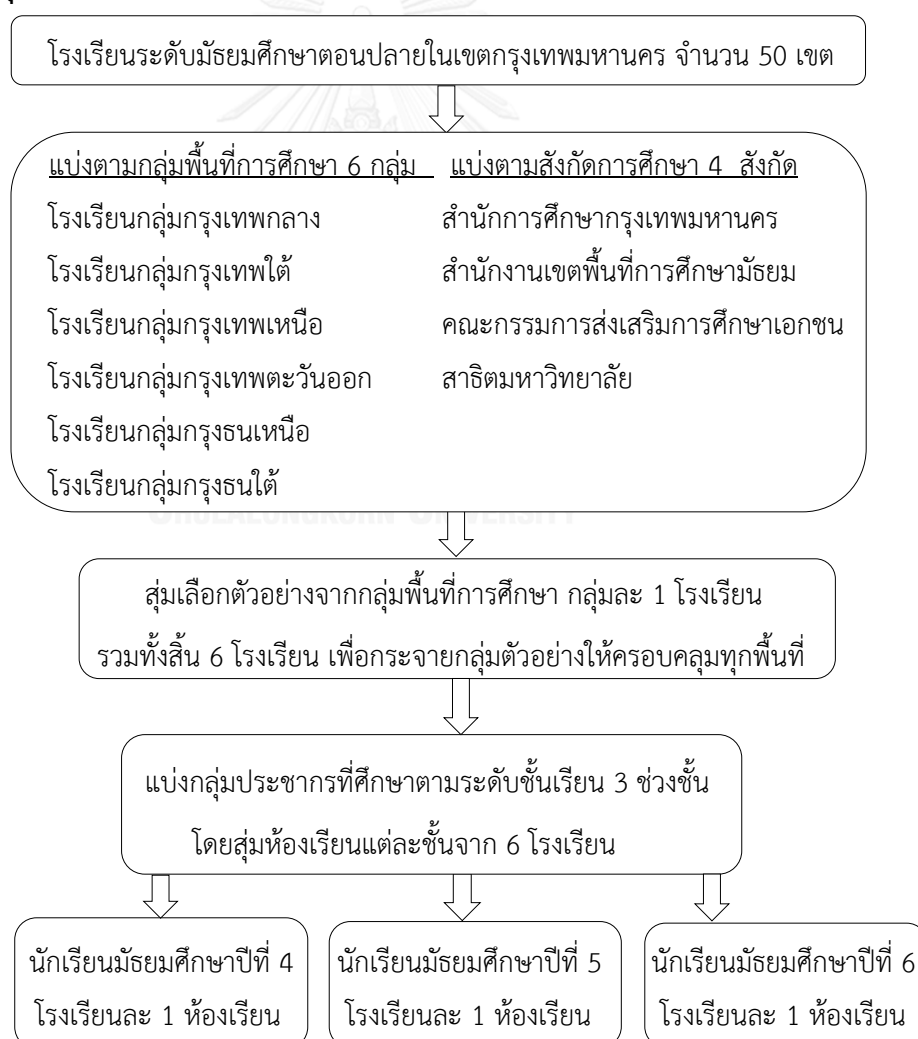 โรงเรียนระดับมัธยมศึกษาตอนปลายในเขตกรุงเทพมหานคร จำนวน 50 เขต
แบ่งตามกลุ่มพื้นที่การศึกษา 6 กลุ่ม แบ่งตามสังกัดการศึกษา 4 สังกัด
โรงเรียนกลุ่มกรุงเทพกลาง สำนักการศึกษากรุงเทพมหานคร
โรงเรียนกลุ่มกรุงเทพใต้ สำนักงานเขตพื้นที่การศึกษามัธยม
โรงเรียนกลุ่มกรุงเทพเหนือ คณะกรรมการส่งเสริมการศึกษาเอกชน
โรงเรียนกลุ่มกรุงเทพตะวันออก สาธิตมหาวิทยาลัย
โรงเรียนกลุ่มกรุงธนเหนือ
โรงเรียนกลุ่มกรุงธนใต้
CHULALONGKORN UNIVERSITY
สุ่มเลือกตัวอย่างจากกลุ่มพื้นที่การศึกษา กลุ่มละ 1 โรงเรียน
รวมทั้งสิ้น 6 โรงเรียน เพื่อกระจายกลุ่มตัวอย่างให้ครอบคลุมทุกพื้นที่
แบ่งกลุ่มประชากรที่ศึกษาตามระดับชั้นเรียน 3 ช่วงชั้น
โดยสุ่มห้องเรียนแต่ละชั้นจาก 6 โรงเรียน
นักเรียนมัธยมศึกษาปีที่ 4
โรงเรียนละ 1 ห้องเรียน
นักเรียนมัธยมศึกษาปีที่ 5
โรงเรียนละ 1 ห้องเรียน
นักเรียนมัธยมศึกษาปีที่ 6
โรงเรียนละ 1 ห้องเรียน